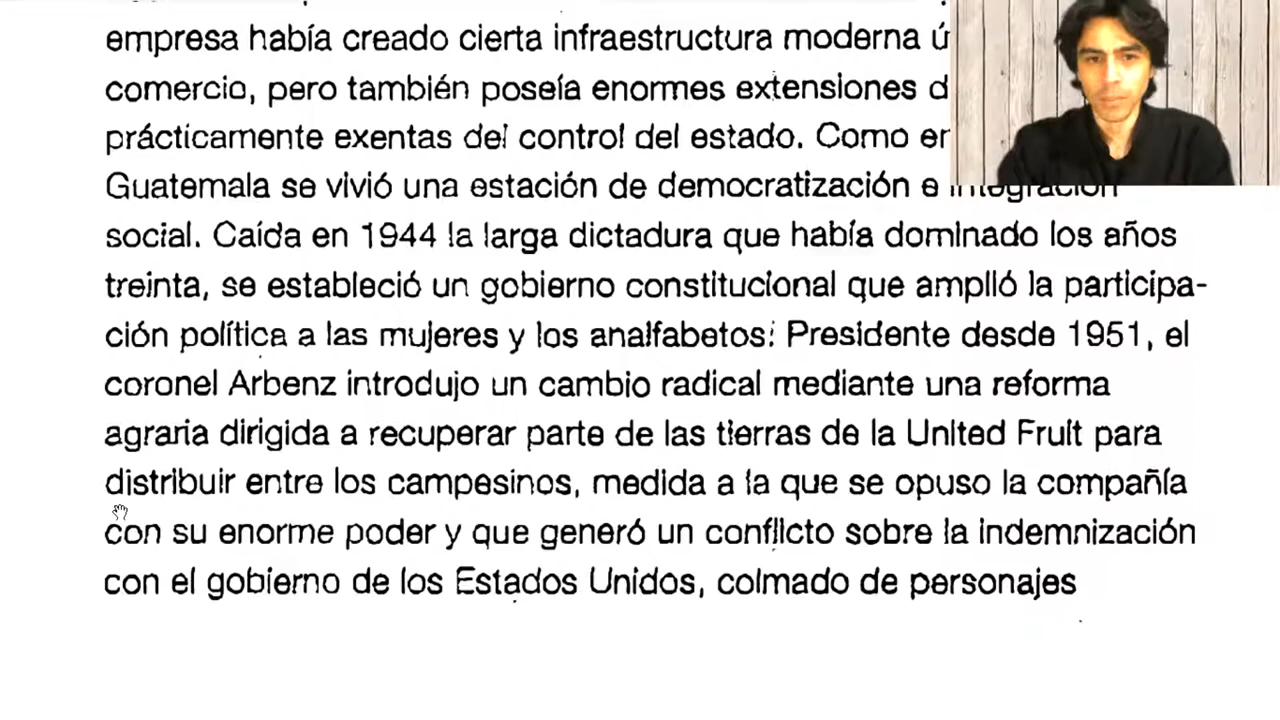 empresa había creado cierta infraestructura moderna
comercio, pero también poseía enormes extensiones
prácticamente exentas del control del estado. Como
Guatemala se vivió una estación de democratización e integración
social. Caída en 1944 la larga dictadura que había dominado los años
treinta, se estableció un gobierno constitucional que amplió la participa-
ción política a las mujeres y los analfabetos. Presidente desde 1951, el
coronel Arbenz introdujo un cambio radical mediante una reforma
agraria dirigida a recuperar parte de las tierras de la United Fruit para
distribuir entre los campesinos, medida a la que se opuso la compañía
con su enorme poder y que generó un conflicto sobre la indemnización
con el gobierno de los Estados Unidos, colmado de personajes